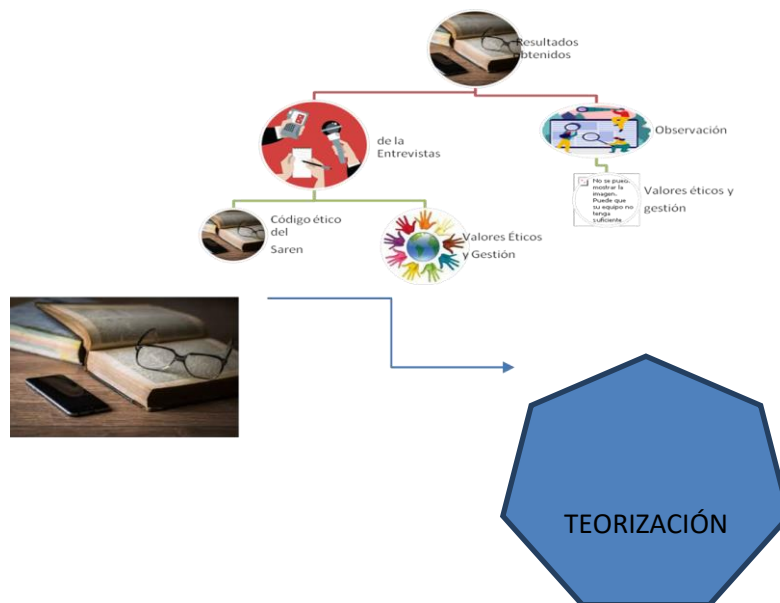 Resultados
obtenidos
de la
Entrevistas
Observación
Código ético
del
Saren
Valores Éticos
y Gestión
No se puede
mostrar la
imagen.
Puede que
su equipo no
tenga
suficiente
Valores éticos y
gestión
TEORIZACIÓN